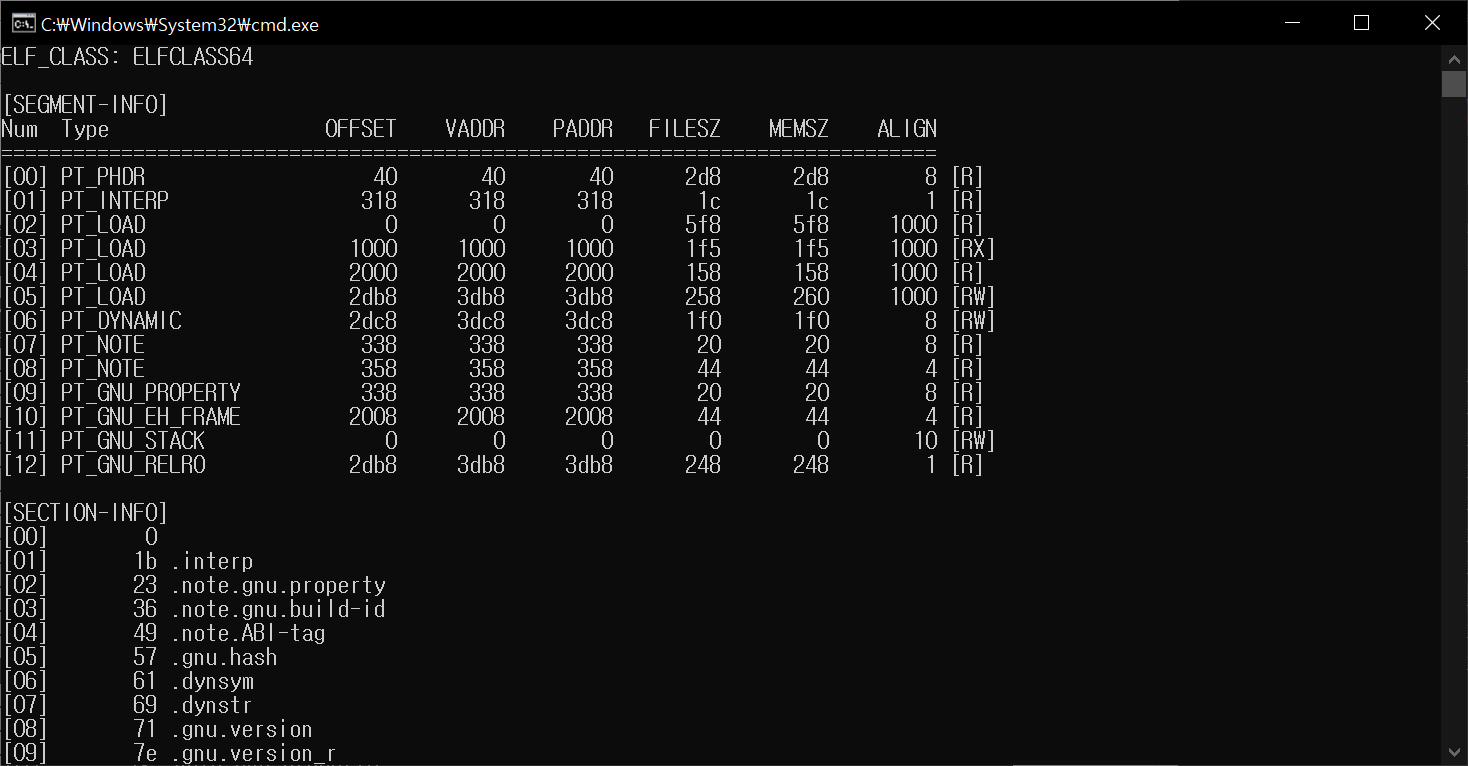 C:₩Windows₩System32₩cmd.exe
ELF_CLASS: ELFCLASS64
[SEGMENT-INFO]
Num  Type                  OFFSET    VADDR    PADDR   FILESZ    MEMSZ    ALIGN
==============================================================================
[00] PT_PHDR                   40       40       40      2d8      2d8        8 [R]
[01] PT_INTERP                318      318      318       1c       1c        1 [R]
[02] PT_LOAD                    0        0        0      5f8      5f8     1000 [R]
[03] PT_LOAD                 1000     1000     1000      1f5      1f5     1000 [RX]
[04] PT_LOAD                 2000     2000     2000      158      158     1000 [R]
[05] PT_LOAD                 2db8     3db8     3db8      258      260     1000 [RW]
[06] PT_DYNAMIC              2dc8     3dc8     3dc8      1f0      1f0        8 [RW]
[07] PT_NOTE                  338      338      338       20       20        8 [R]
[08] PT_NOTE                  358      358      358       44       44        4 [R]
[09] PT_GNU_PROPERTY          338      338      338       20       20        8 [R]
[10] PT_GNU_EH_FRAME         2008     2008     2008       44       44        4 [R]
[11] PT_GNU_STACK               0        0        0        0        0       10 [RW]
[12] PT_GNU_RELRO            2db8     3db8     3db8      248      248        1 [R]
[SECTION-INFO]
[00]        0
[01]       1b .interp
[02]       23 .note.gnu.property
[03]       36 .note.gnu.build-id
[04]       49 .note.ABI-tag
[05]       57 .gnu.hash
[06]       61 .dynsym
[07]       69 .dynstr
[08]       71 .gnu.version
[09]       7e .gnu.version_r